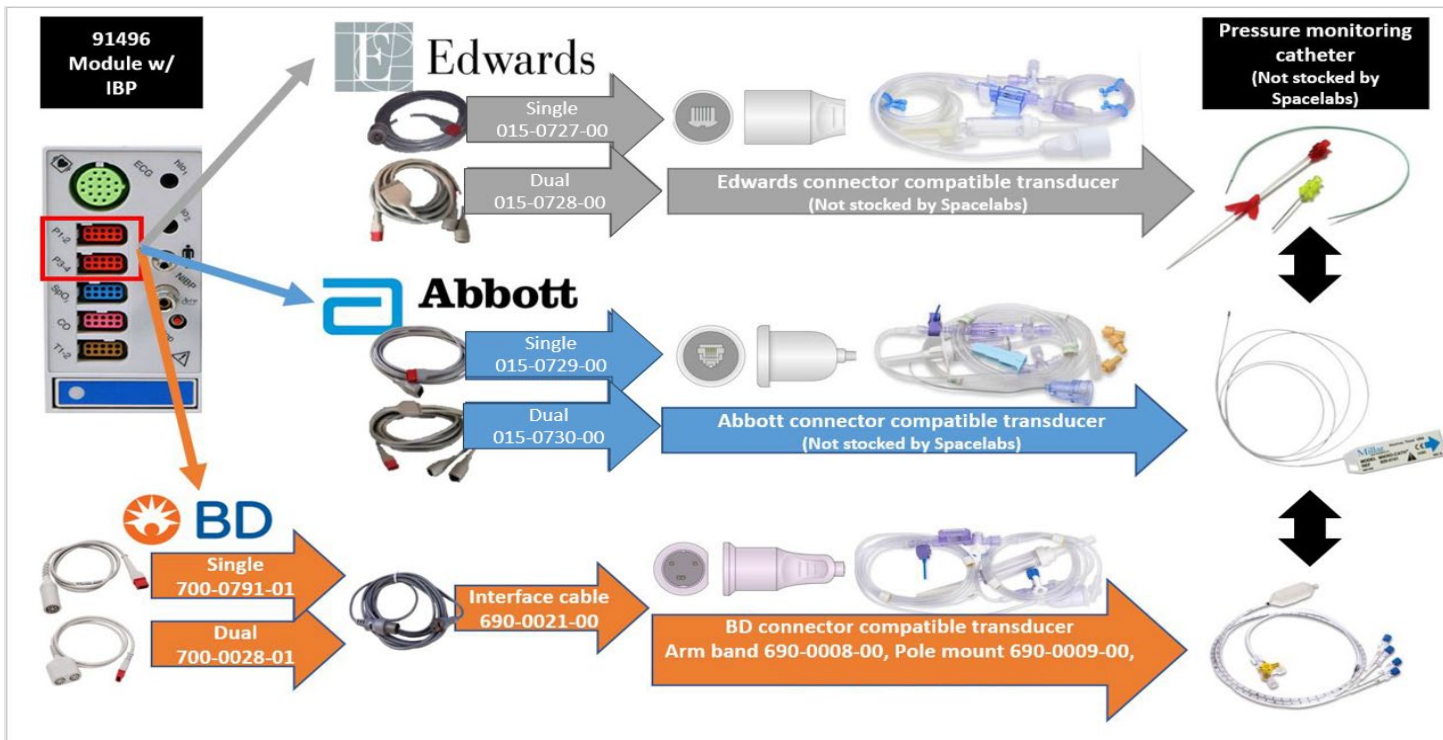 91496
Module w/
IBP
Edwards
Single
015-0727-00
Dual
015-0728-00
Edwards connector compatible transducer
(Not stocked by Spacelabs)
Pressure monitoring
catheter
(Not stocked by
Spacelabs)
ECG
P1-2
P3-4
SpO2
CO
T1-2
NIBP
Abbott
Single
015-0729-00
Dual
015-0730-00
Abbott connector compatible transducer
(Not stocked by Spacelabs)
Millar
BD
Single
700-0791-01
Dual
700-0028-01
Interface cable
690-0021-00
BD connector compatible transducer
Arm band 690-0008-00, Pole mount 690-0009-00,